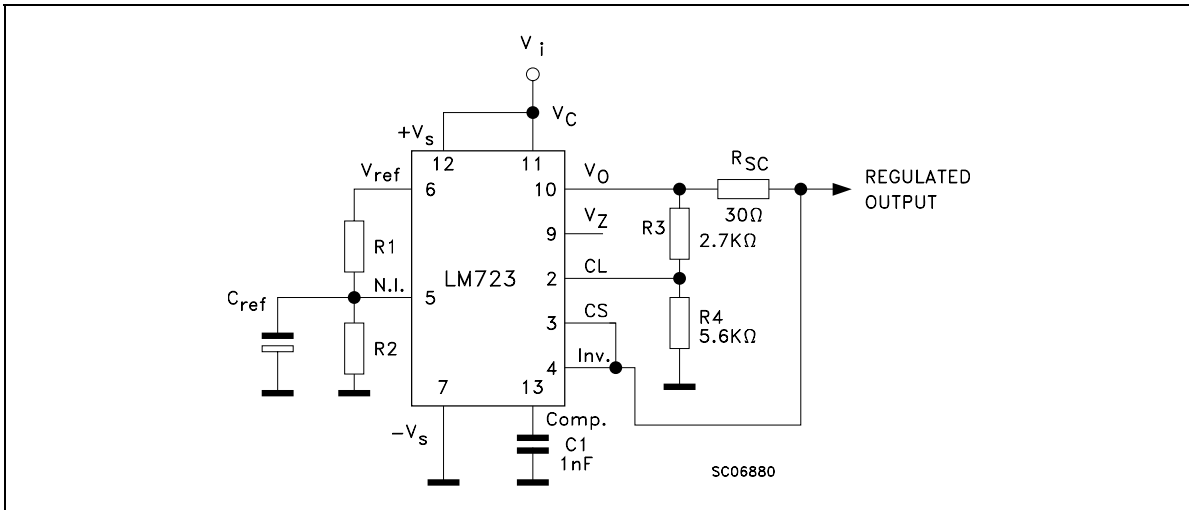 V i
V C
+V s
12
11
V ref
6
10
V O
R SC
REGULATED
OUTPUT
30Ω
R1
9
V Z
R3
2.7KΩ
LM723
2
CL
N.I.
5
C ref
3
CS
R4
5.6KΩ
R2
4
Inv.
7
13
-V s
Comp.
C1
1nF
SC06880